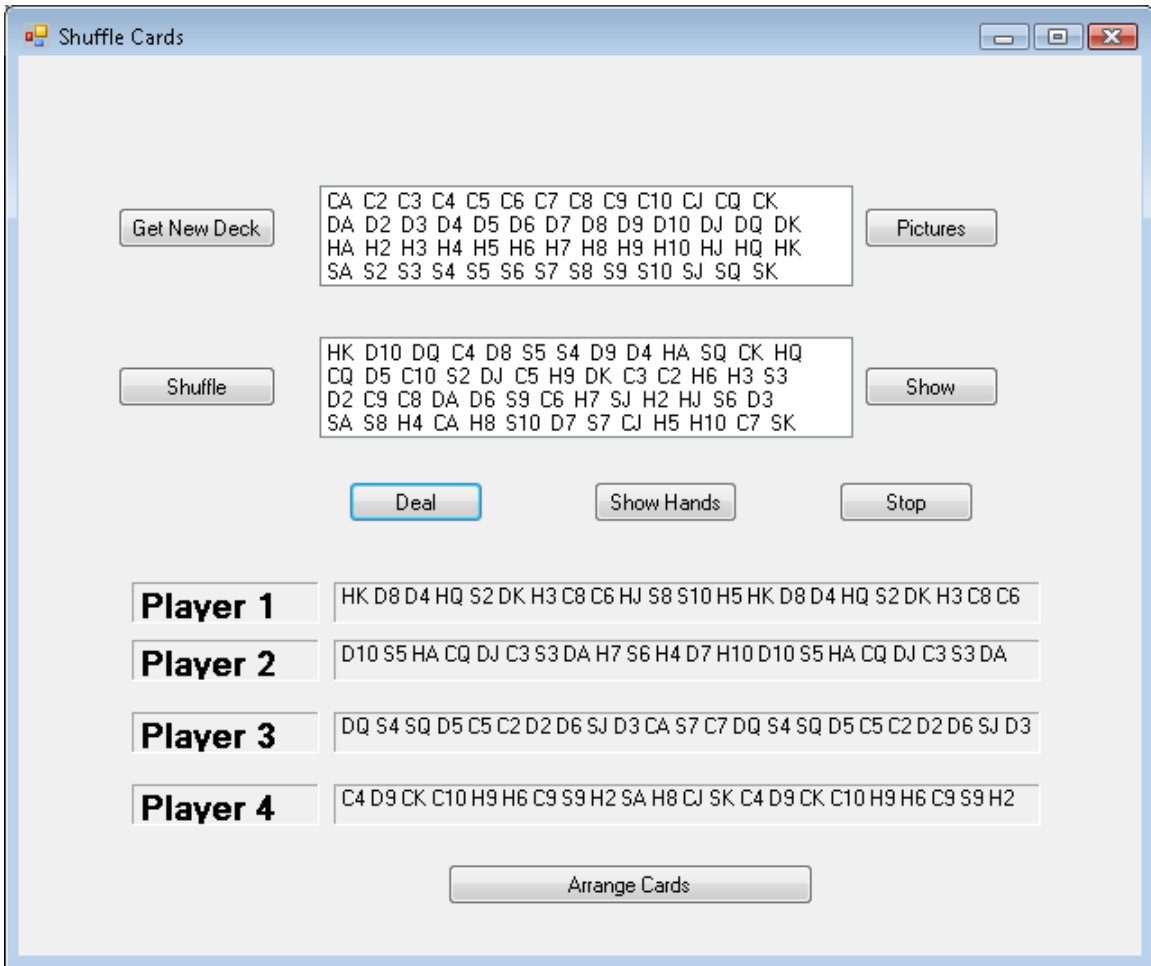 Shuffle Cards
Get New Deck
CA C2 C3 C4 C5 C6 C7 C8 C9 C10 CJ CQ CK
DA D2 D3 D4 D5 D6 D7 D8 D9 D10 DJ DQ DK
HA H2 H3 H4 H5 H6 H7 H8 H9 H10 HJ HQ HK
SA S2 S3 S4 S5 S6 S7 S8 S9 S10 SJ SQ SK
Pictures
Shuffle
HK D10 DQ C4 D8 S5 S4 D9 D4 HA SQ CK HQ
CQ D5 C10 S2 DJ C5 H9 DK C3 C2 H6 H3 S3
D2 C9 C8 DA D6 S9 C6 H7 SJ H2 HJ S6 D3
SA S8 H4 CA H8 S10 D7 S7 CJ H5 H10 C7 SK
Show
Deal Show Hands Stop
Player 1 HK D8 D4 HQ S2 DK H3 C8 C6 HJ S8 S10 H5 HK D8 D4 HQ S2 DK H3 C8 C6
Player 2 D10 S5 HA CQ DJ C3 S3 DA H7 S6 H4 D7 H10 D10 S5 HA CQ DJ C3 S3 DA
Player 3 DQ S4 SQ D5 C5 C2 D2 D6 SJ D3 CA S7 C7 DQ S4 SQ D5 C5 C2 D2 D6 SJ D3
Player 4 C4 D9 CK C10 H9 H6 C9 S9 H2 SA H8 CJ SK C4 D9 CK C10 H9 H6 C9 S9 H2
Arrange Cards